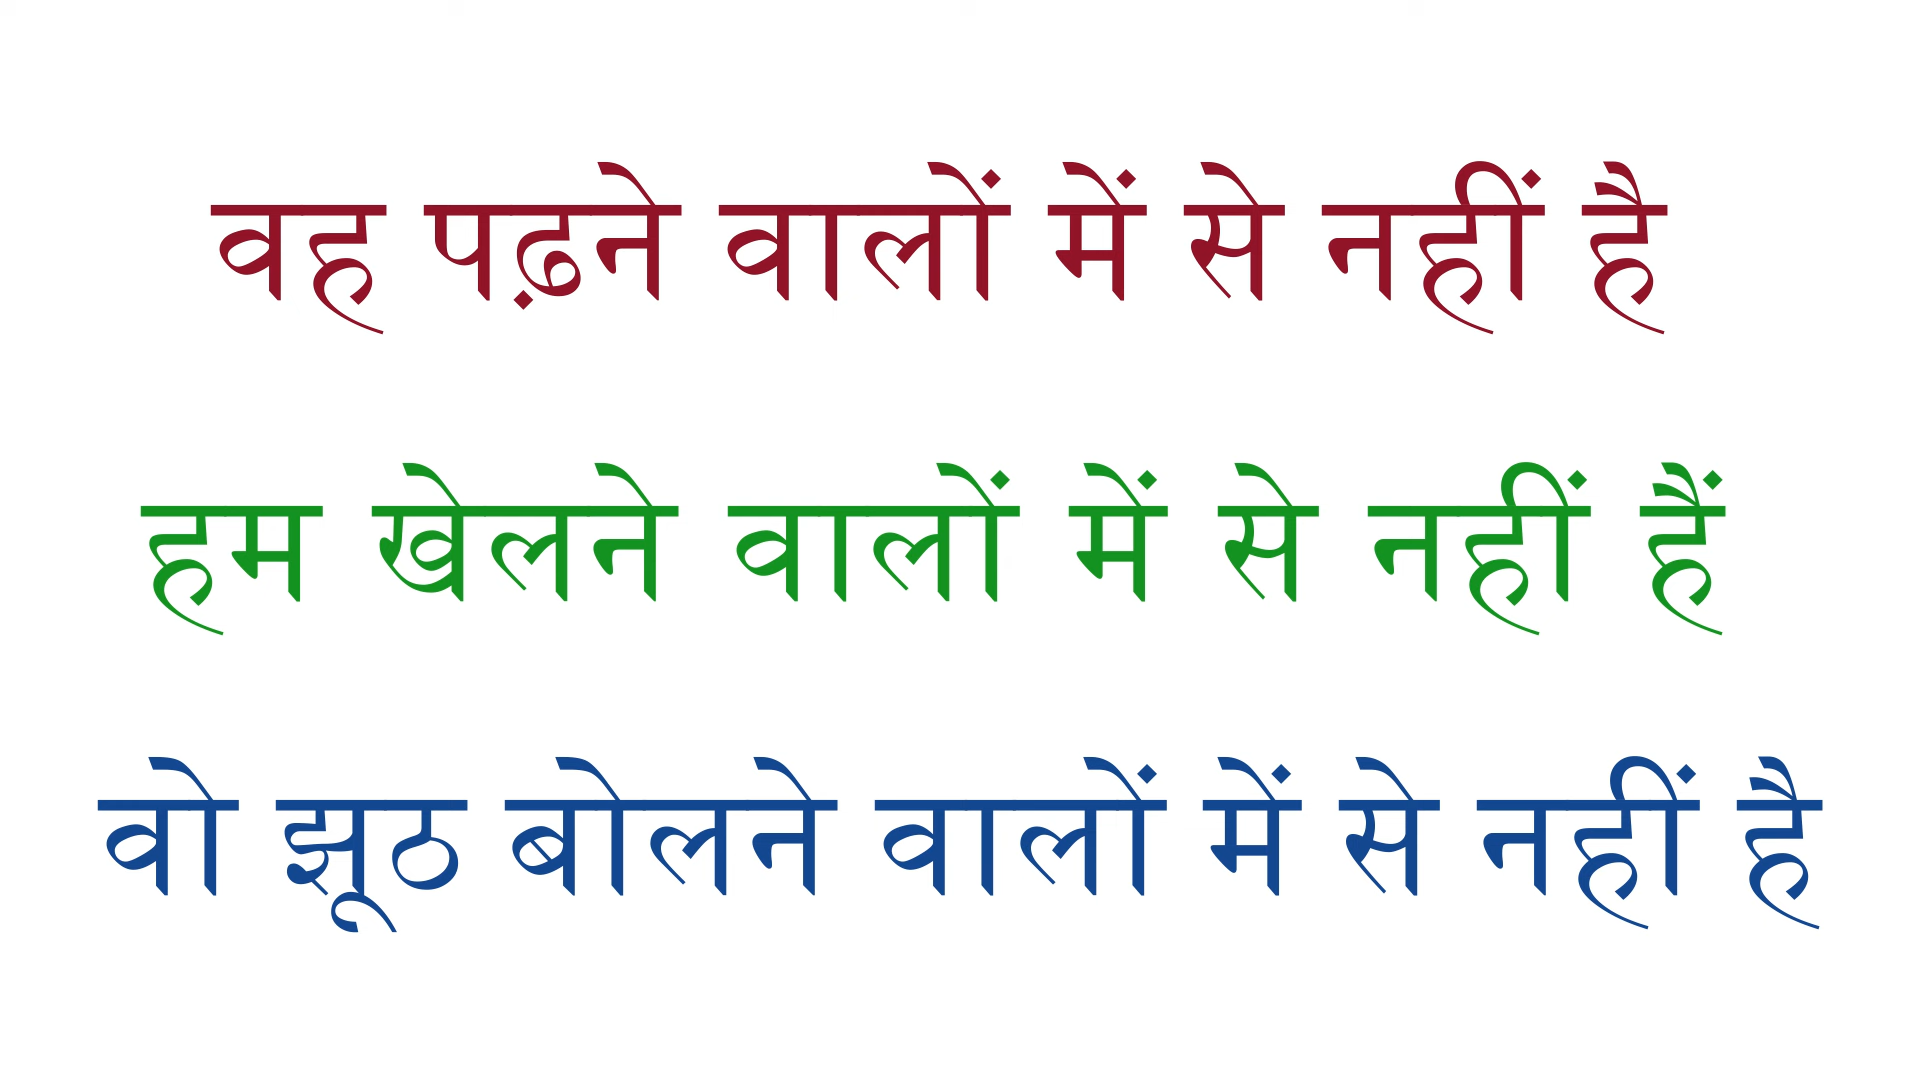 वह पढ़ने वालों में से नहीं है
हम खेलने वालों में से नहीं हैं
वो झूठ बोलने वालों में से नहीं है